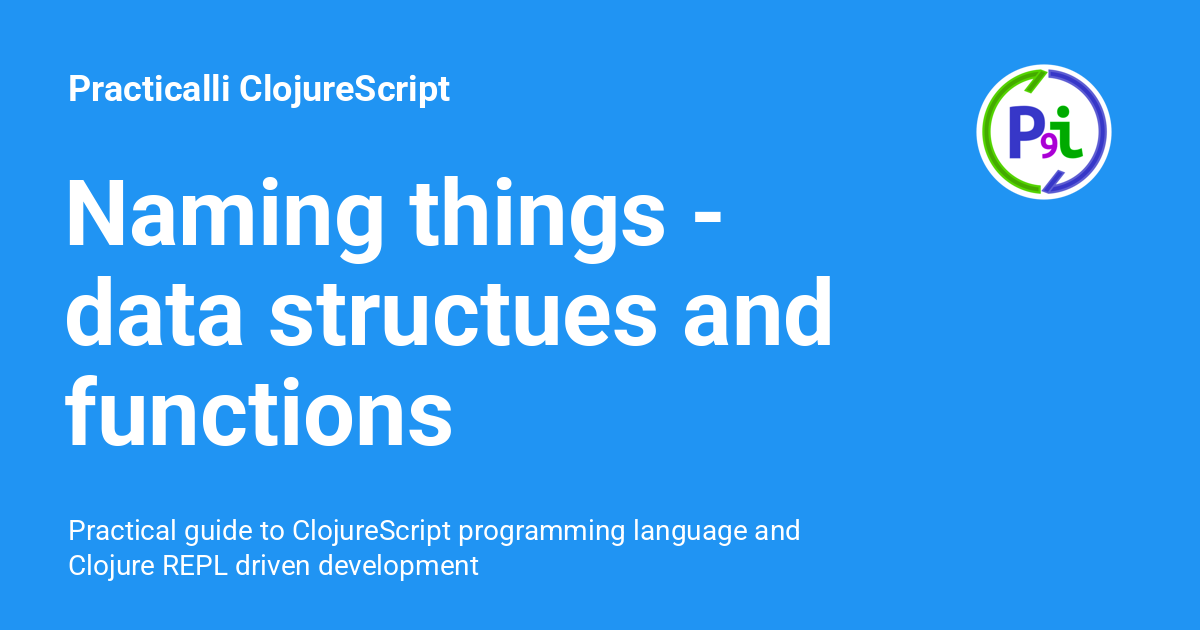 Practicalli ClojureScript
P9i
Naming things -
data structues and
functions
Practical guide to ClojureScript programming language and
Clojure REPL driven development